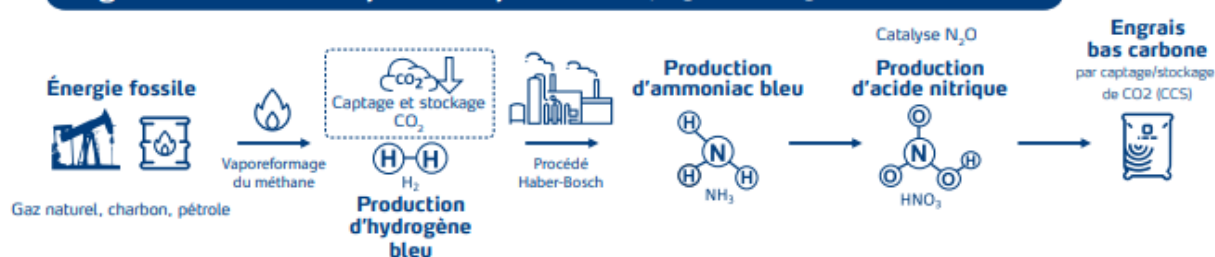 Énergie fossile
Gaz naturel, charbon, pétrole
Vaporeformage
du méthane
CO₂
Captage et stockage
CO₂
H-H
H₂
Production
d'hydrogène
bleu
Procédé
Haber-Bosch
Production
d'ammoniac bleu
H
N
H
H
NH₃
Catalyse N₂O
Production
d'acide nitrique
O
N
H
O
O
HNO₃
Engrais
bas carbone
par captage/stockage
de CO2 (CCS)